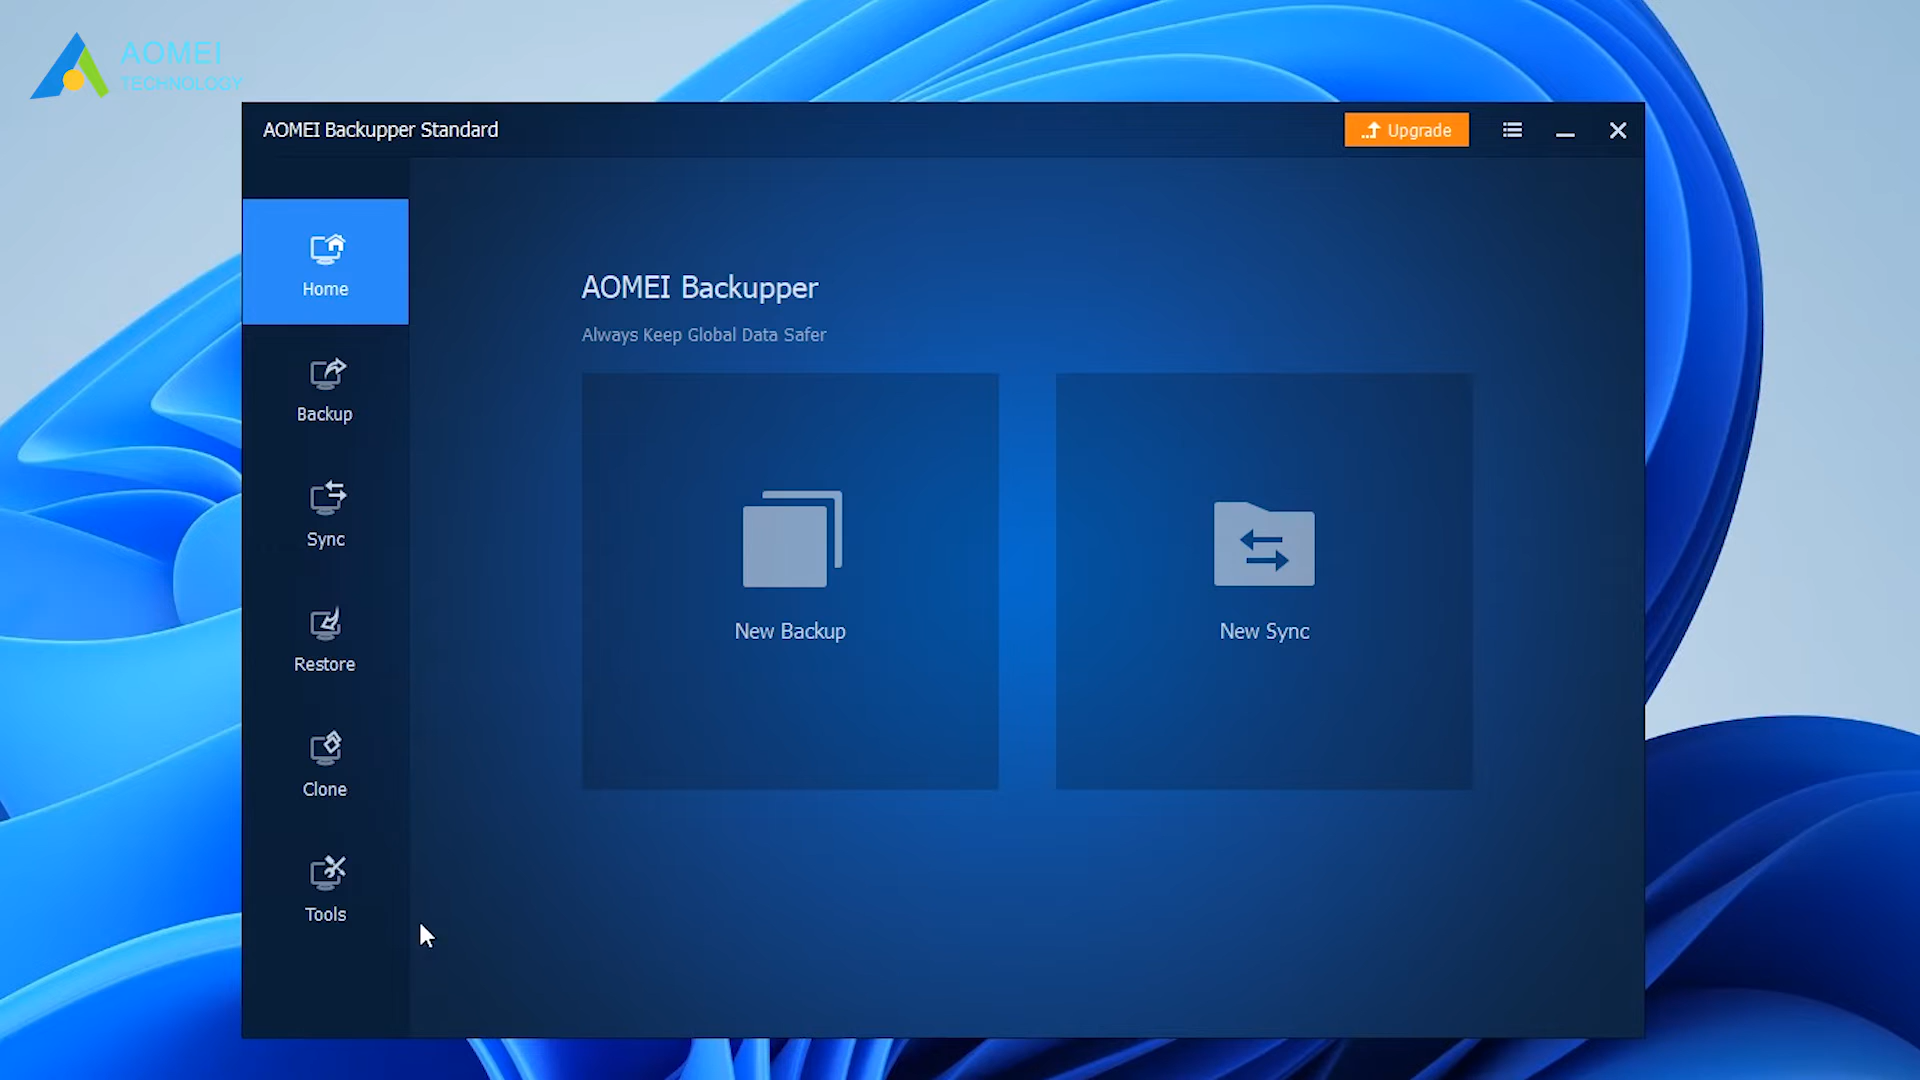 AOMEI
TECHNOLOGY
AOMEI Backupper Standard
Upgrade
Home
Backup
Sync
Restore
Clone
Tools
AOMEI Backupper
Always Keep Global Data Safer
New Backup
New Sync